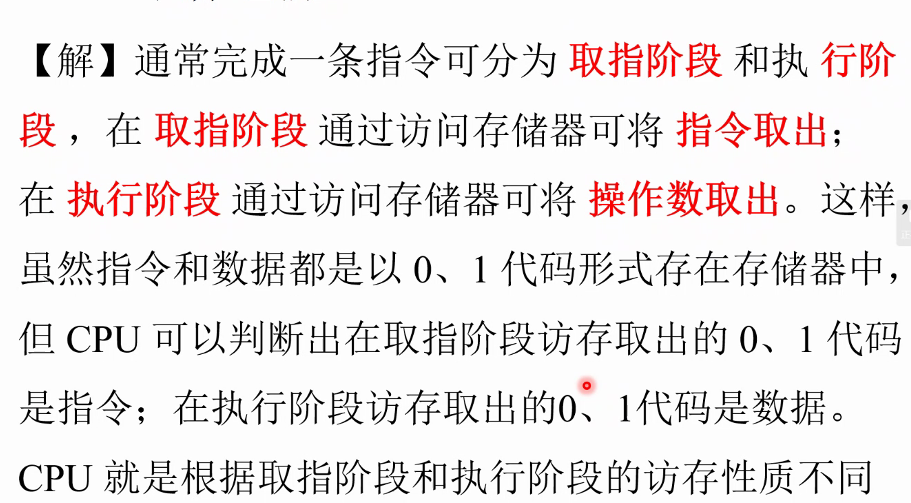 【解】通常完成一条指令可分为 取指阶段 和执 行阶
段 ，在 取指阶段 通过访问存储器可将 指令取出；
在 执行阶段 通过访问存储器可将 操作数取出。这样，
虽然指令和数据都是以 0、1 代码形式存在存储器中，
但 CPU 可以判断出在取指阶段访存取出的 0、1 代码
是指令；在执行阶段访存取出的0、1代码是数据。
CPU 就是根据取指阶段和执行阶段的访存性质不同